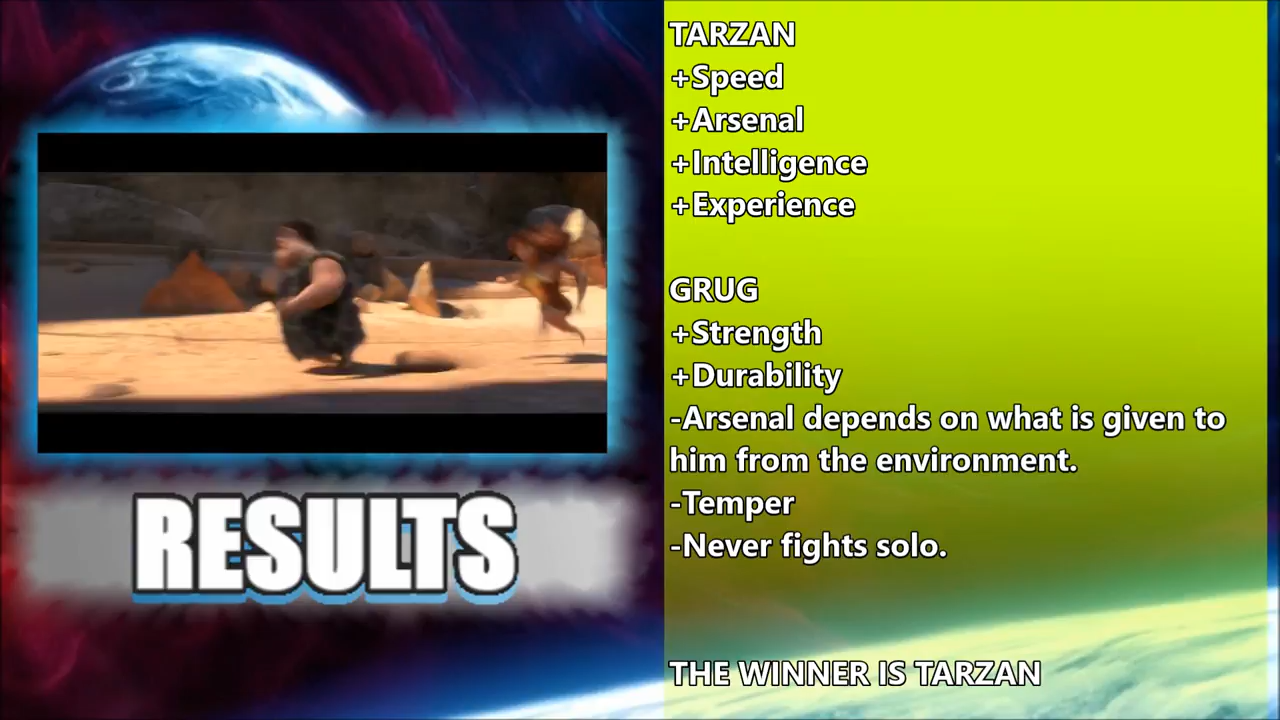 TARZAN
+Speed
+Arsenal
+Intelligence
+Experience
GRUG
+Strength
+Durability
-Arsenal depends on what is given to
him from the environment.
-Temper
-Never fights solo.
THE WINNER IS TARZAN
RESULTS